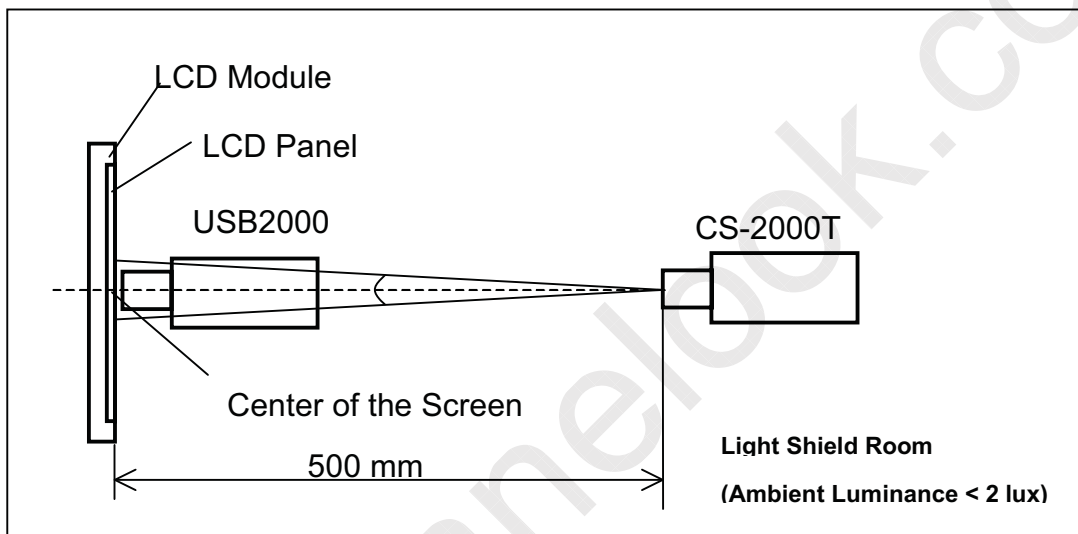 LCD Module
LCD Panel
USB2000
CS-2000T
Center of the Screen
500 mm
Light Shield Room
(Ambient Luminance < 2 lux)